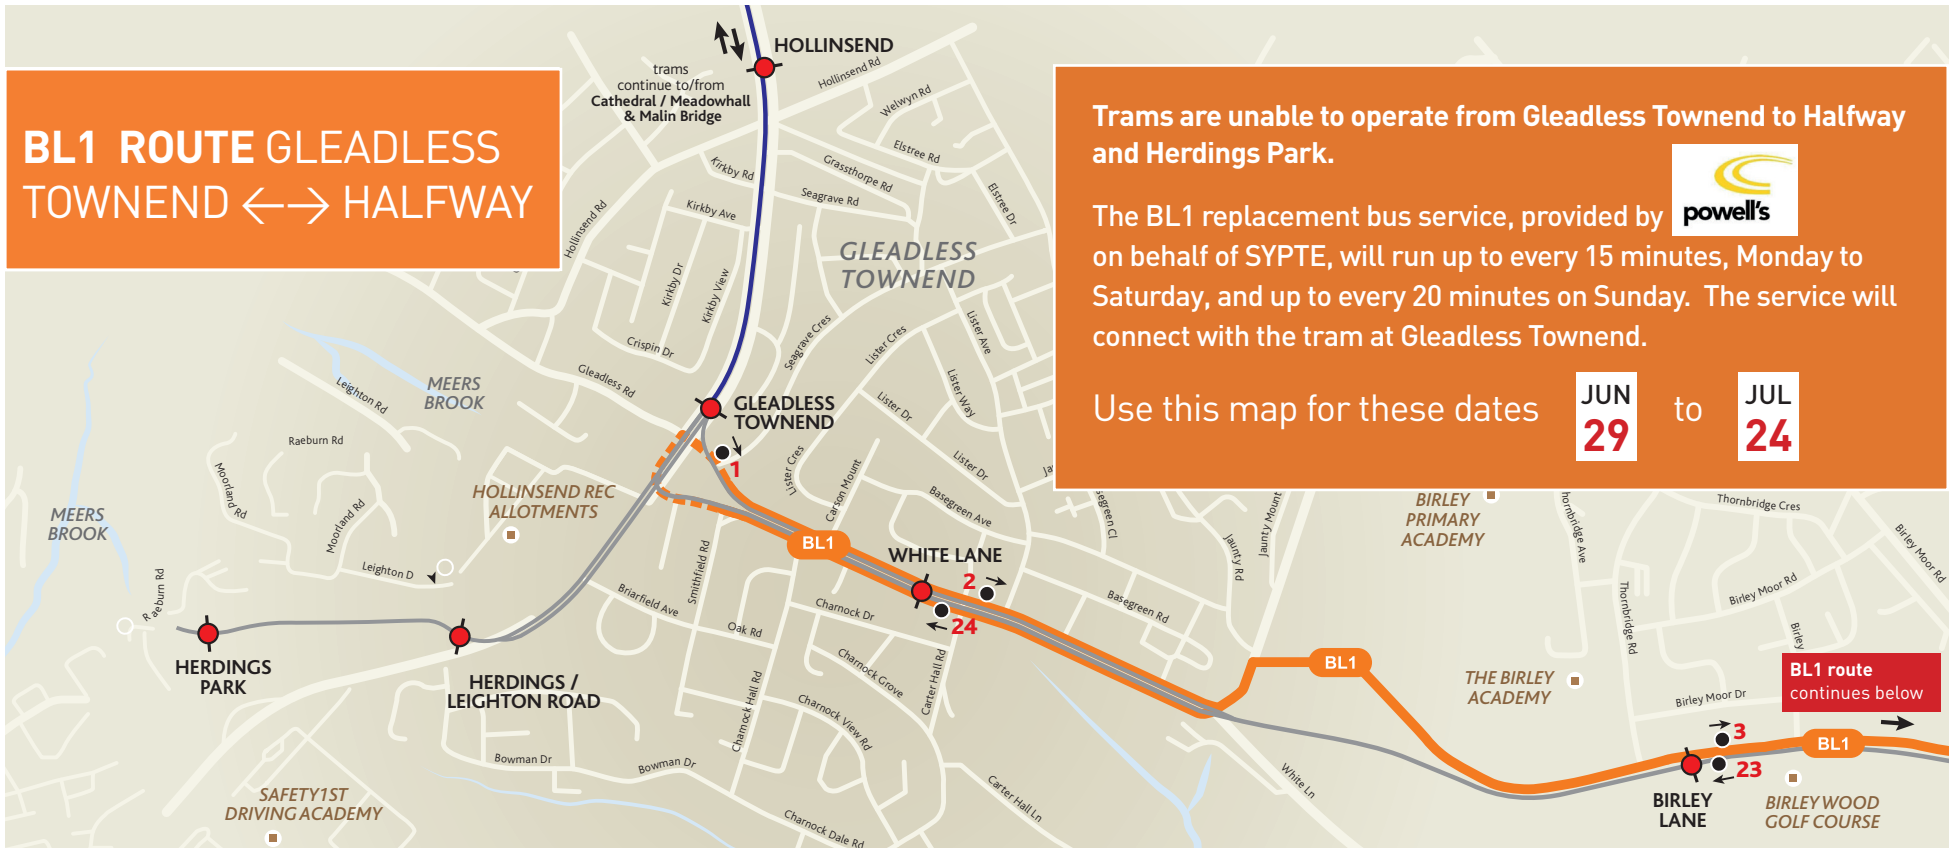 BL1 ROUTE GLEADLESS
TOWNEND ←→ HALFWAY
Trams are unable to operate from Gleadless Townend to Halfway
and Herdings Park.
The BL1 replacement bus service, provided by powell's
on behalf of SYPTE, will run up to every 15 minutes, Monday to
Saturday, and up to every 20 minutes on Sunday. The service will
connect with the tram at Gleadless Townend.
Use this map for these dates
JUN
29
to
JUL
24
HOLLINSEND
trams
continue to/from
Cathedral / Meadowhall
& Malin Bridge
Hollinsend Rd
Welwyn Rd
Elstree Rd
Kirkby Rd
Grassthorpe Rd
Seagrave Rd
Elstree Dr
Kirkby Ave
Hollinsend Rd
GLEADLESS
TOWNEND
Kirkby Dr
Kirkby View
Crispin Dr
Seagrave Cres
Lister Cres
Lister Ave
Gleadless Rd
Lister Way
Lister Dr
MEERS
BROOK
Leighton Rd
GLEADLESS
TOWNEND
1
Raeburn Rd
Moorland Rd
Moorland Rd
Lister Cres
Carson Mount
Lister Dr
Ja
HOLLINSEND REC
ALLOTMENTS
Basegreen Ave
segreen Cl
Jaunty Mount
Jaunty Rd
BIRLEY
PRIMARY
ACADEMY
hornbridge Ave
Thornbridge Cres
Birley Moor Rd
MEERS
BROOK
BL1
WHITE LANE
2
24
Leighton D
Raeburn Rd
Smithfield Rd
Briarfield Ave
Oak Rd
Charnock Dr
Basegreen Rd
Thornbridge Rd
Birley Moor Rd
Birley
HERDINGS
PARK
HERDINGS /
LEIGHTON ROAD
Charnock Hall Rd
Charnock Grove
Carter Hall Rd
Charnock View Rd
BL1
THE BIRLEY
ACADEMY
Birley Moor Dr
BL1 route
continues below
3
BL1
23
BIRLEY
LANE
BIRLEY WOOD
GOLF COURSE
Bowman Dr
Bowman Dr
White Ln
Carter Hall Ln
SAFETY1ST
DRIVING ACADEMY
Charnock Dale Rd